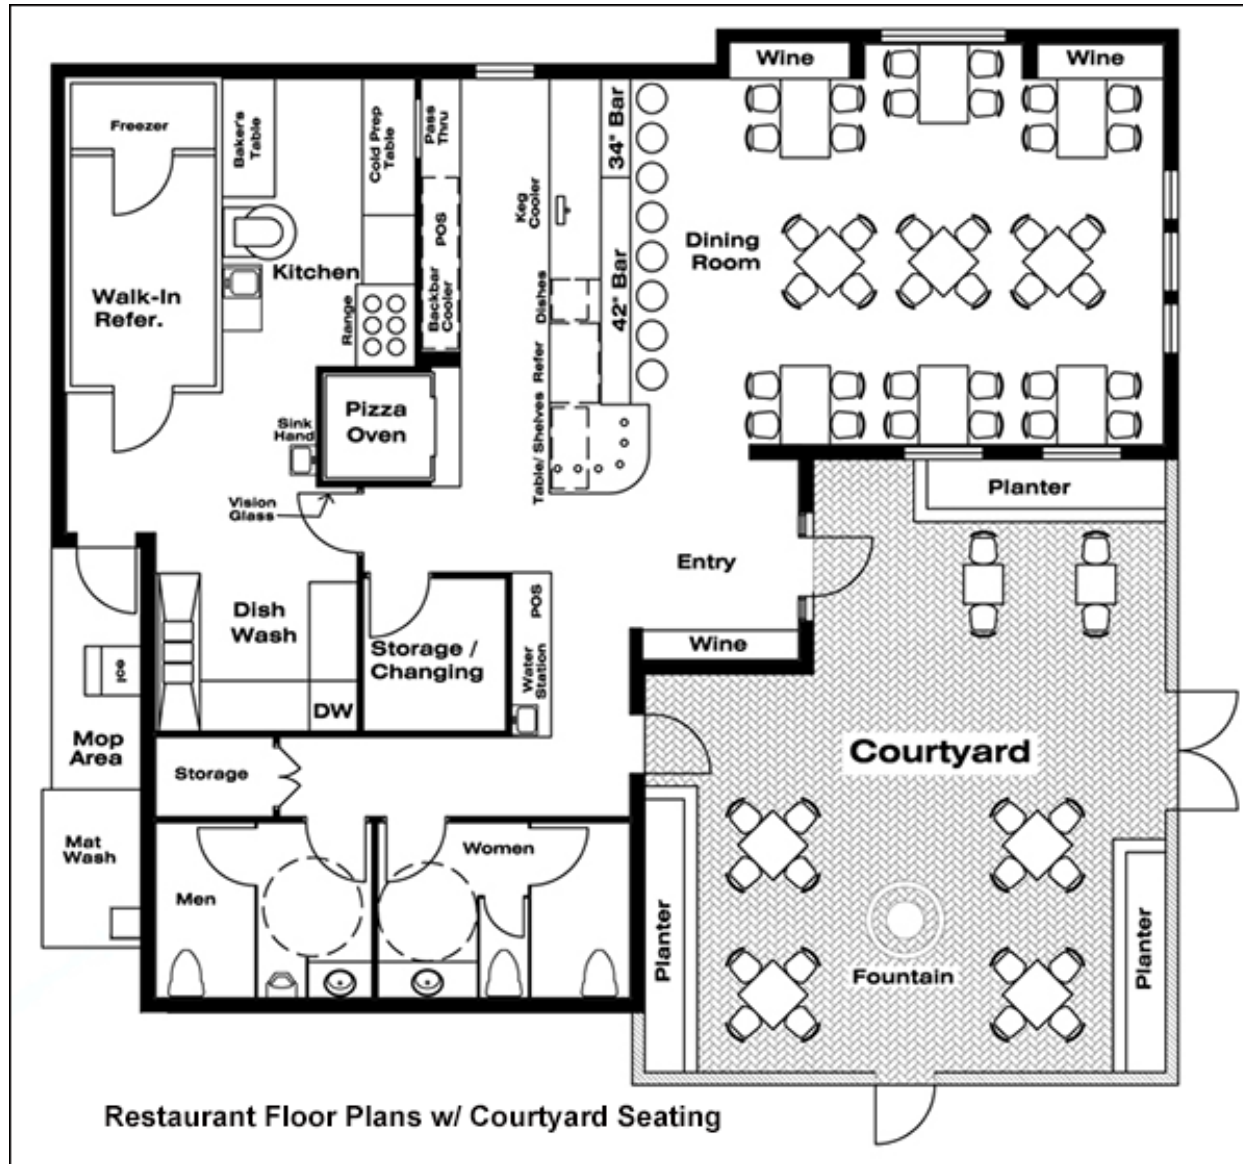 Wine
Wine
Freezer
Baker's
Table
Cold Prep
Table
Pass
Thru
34" Bar
Keg
Cooler
POS
Dining
Room
Kitchen
Walk-In
Refer.
Range
Backbar
Cooler
Dishes
42" Bar
Refer
Pizza
Oven
Sink
Hand
Table/ Shelves
Vision
Glass
Planter
Entry
Dish
Wash
POS
Storage /
Changing
Water
Station
Wine
Ice
DW
Mop
Area
Courtyard
Storage
Mat
Wash
Women
Men
Planter
Planter
Fountain
Restaurant Floor Plans w/ Courtyard Seating